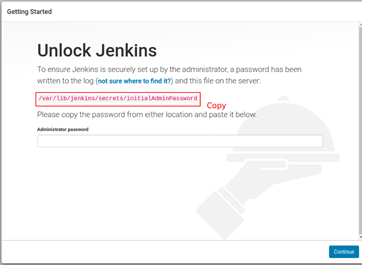 Getting Started
Unlock Jenkins
To ensure Jenkins is securely set up by the administrator, a password has been
written to the log (not sure where to find it?) and this file on the server:
/var/lib/jenkins/secrets/initialAdminPassword
Copy
Please copy the password from either location and paste it below.
Administrator password
Continue